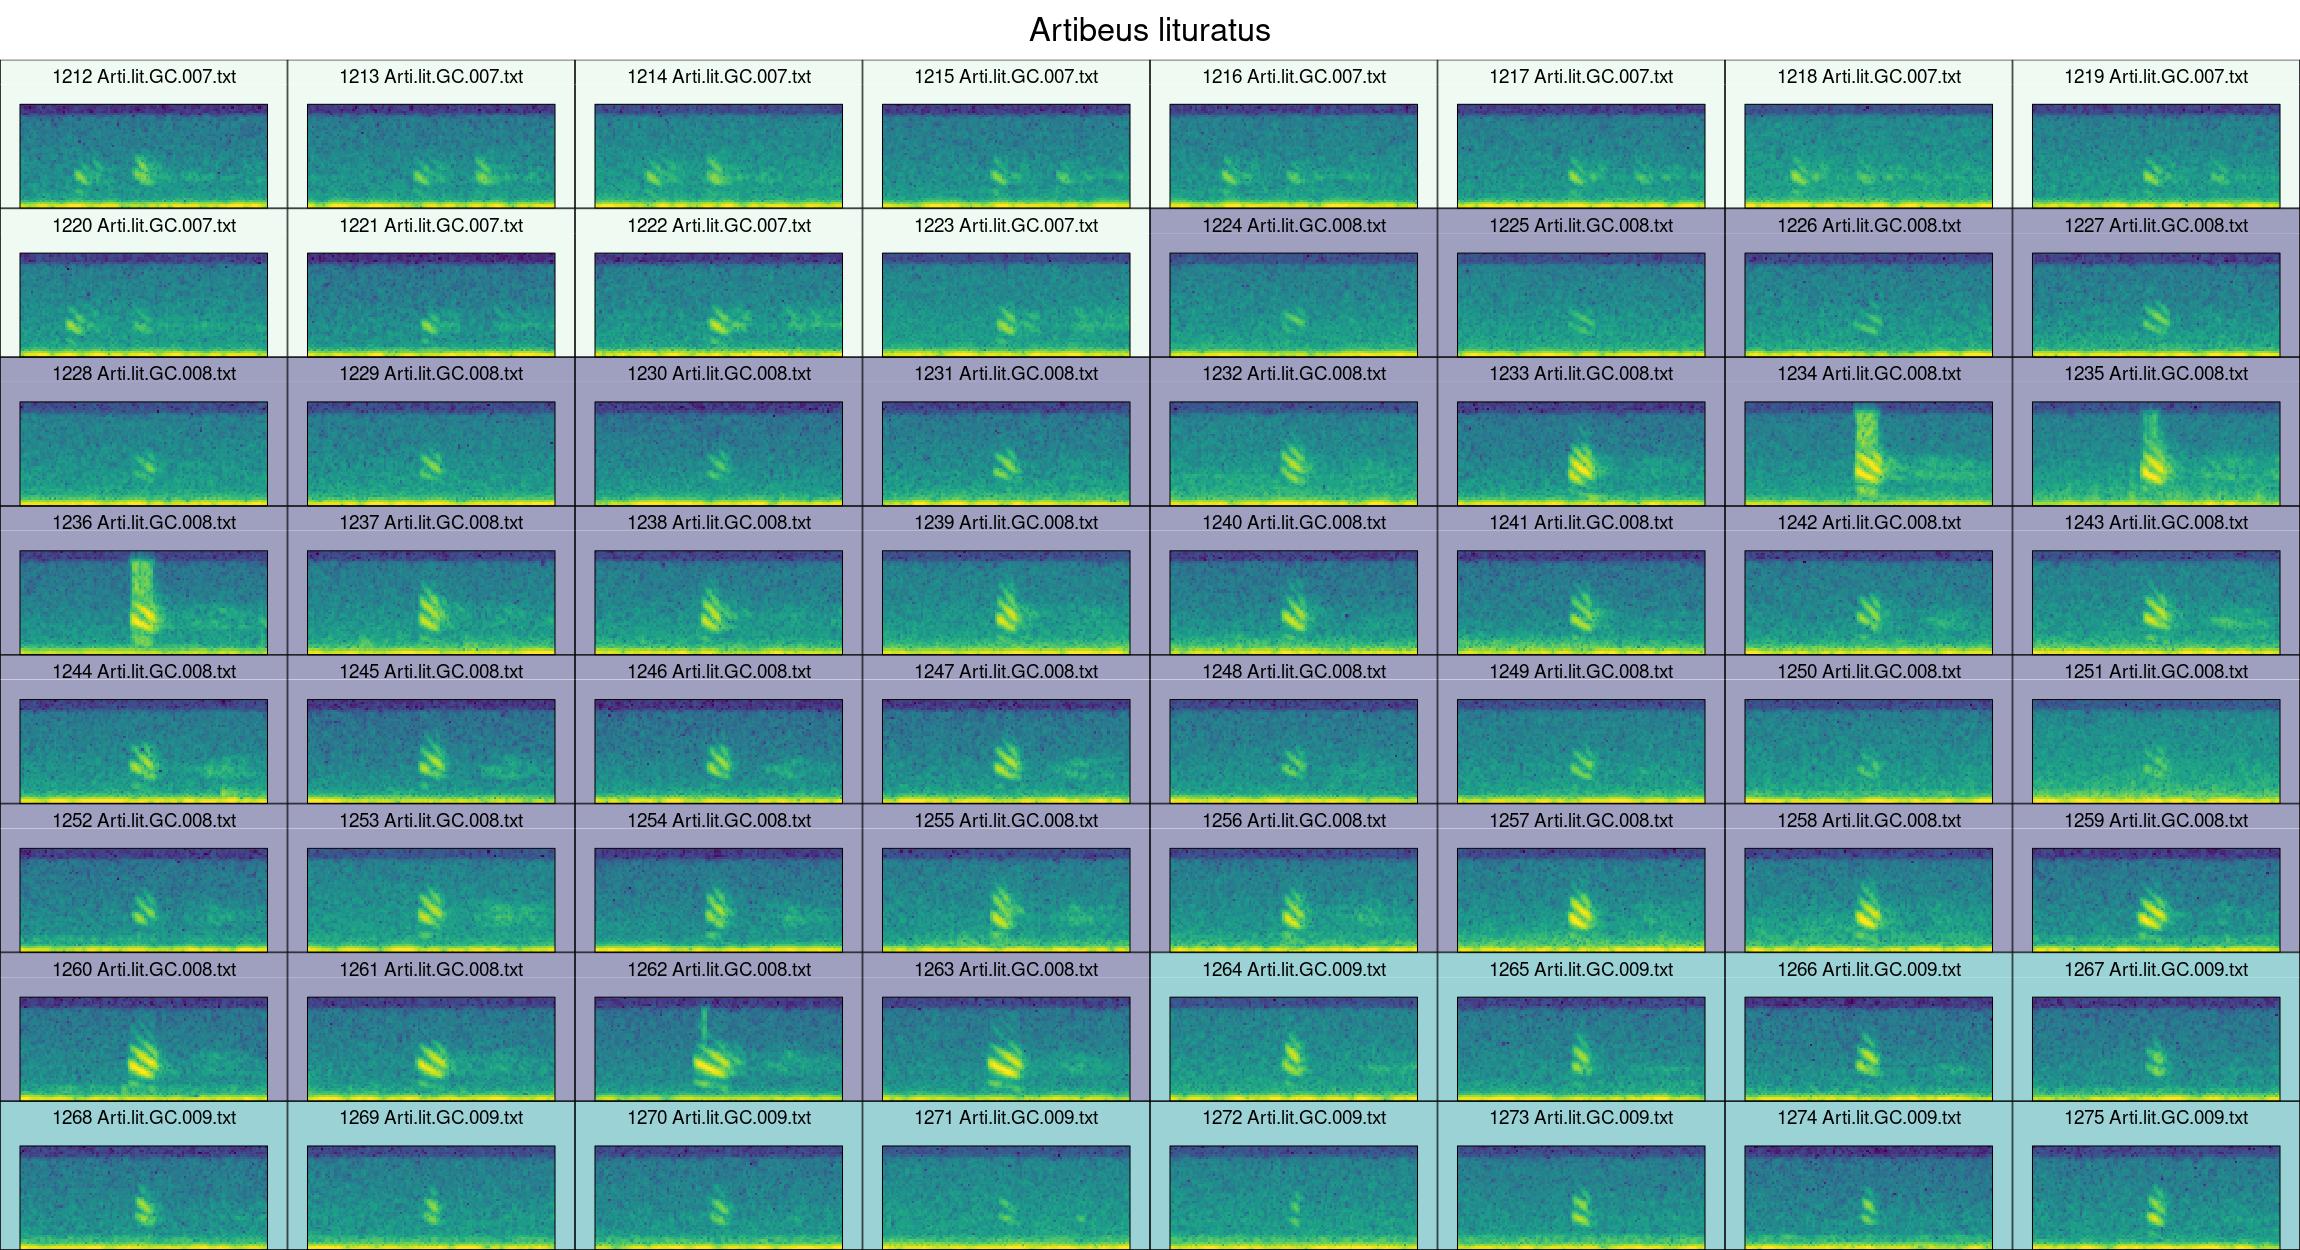 Artibeus lituratus
1212 Arti.lit.GC.007.txt 1213 Arti.lit.GC.007.txt 1214 Arti.lit.GC.007.txt 1215 Arti.lit.GC.007.txt 1216 Arti.lit.GC.007.txt 1217 Arti.lit.GC.007.txt 1218 Arti.lit.GC.007.txt 1219 Arti.lit.GC.007.txt
1220 Arti.lit.GC.007.txt 1221 Arti.lit.GC.007.txt 1222 Arti.lit.GC.007.txt 1223 Arti.lit.GC.007.txt 1224 Arti.lit.GC.008.txt 1225 Arti.lit.GC.008.txt 1226 Arti.lit.GC.008.txt 1227 Arti.lit.GC.008.txt
1228 Arti.lit.GC.008.txt 1229 Arti.lit.GC.008.txt 1230 Arti.lit.GC.008.txt 1231 Arti.lit.GC.008.txt 1232 Arti.lit.GC.008.txt 1233 Arti.lit.GC.008.txt 1234 Arti.lit.GC.008.txt 1235 Arti.lit.GC.008.txt
1236 Arti.lit.GC.008.txt 1237 Arti.lit.GC.008.txt 1238 Arti.lit.GC.008.txt 1239 Arti.lit.GC.008.txt 1240 Arti.lit.GC.008.txt 1241 Arti.lit.GC.008.txt 1242 Arti.lit.GC.008.txt 1243 Arti.lit.GC.008.txt
1244 Arti.lit.GC.008.txt 1245 Arti.lit.GC.008.txt 1246 Arti.lit.GC.008.txt 1247 Arti.lit.GC.008.txt 1248 Arti.lit.GC.008.txt 1249 Arti.lit.GC.008.txt 1250 Arti.lit.GC.008.txt 1251 Arti.lit.GC.008.txt
1252 Arti.lit.GC.008.txt 1253 Arti.lit.GC.008.txt 1254 Arti.lit.GC.008.txt 1255 Arti.lit.GC.008.txt 1256 Arti.lit.GC.008.txt 1257 Arti.lit.GC.008.txt 1258 Arti.lit.GC.008.txt 1259 Arti.lit.GC.008.txt
1260 Arti.lit.GC.008.txt 1261 Arti.lit.GC.008.txt 1262 Arti.lit.GC.008.txt 1263 Arti.lit.GC.008.txt 1264 Arti.lit.GC.009.txt 1265 Arti.lit.GC.009.txt 1266 Arti.lit.GC.009.txt 1267 Arti.lit.GC.009.txt
1268 Arti.lit.GC.009.txt 1269 Arti.lit.GC.009.txt 1270 Arti.lit.GC.009.txt 1271 Arti.lit.GC.009.txt 1272 Arti.lit.GC.009.txt 1273 Arti.lit.GC.009.txt 1274 Arti.lit.GC.009.txt 1275 Arti.lit.GC.009.txt